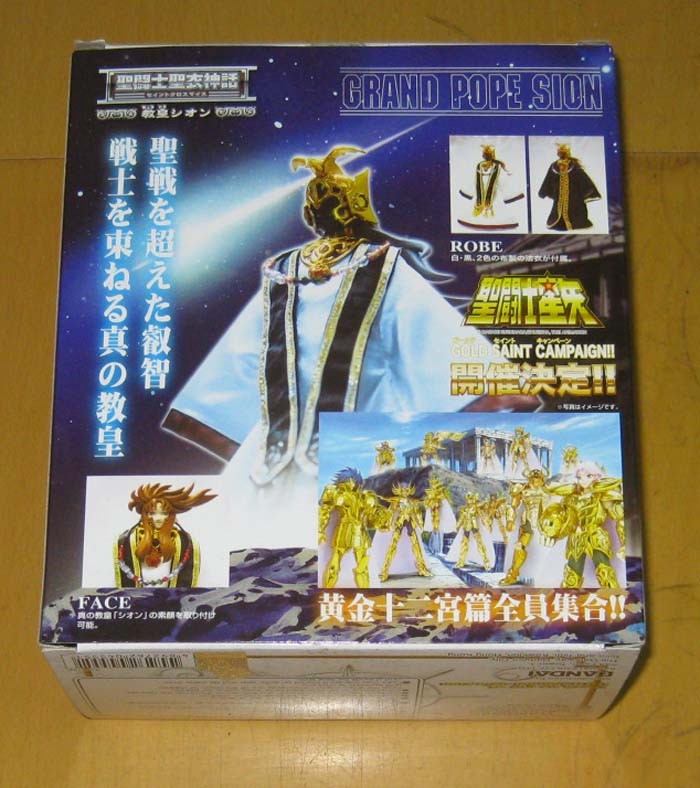 聖闘士聖衣神話
セイントクロスマイス
教皇シオン
GRAND POPE SION
聖戦を超えた叡智
戦士を束ねる真の教皇
ROBE
白・黒、2色の布製の法衣が付属。
聖闘士星矢
ゴールド セイント キャンペーン
GOLD SAINT CAMPAIGN!!
開催決定!!
※写真はイメージです。
黄金十二宮篇全員集合!!
FACE
真の教皇「シオン」の素顔を取り付け
可能。
BANDAI